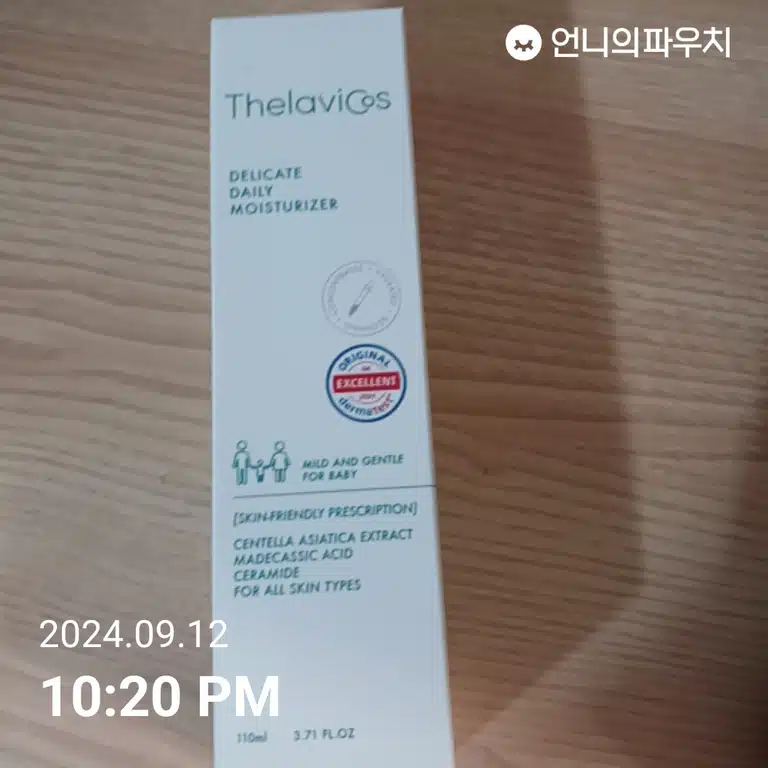 언니의파우치
ThelaviCos
DELICATE
DAILY
MOISTURIZER
ORIGINAL
EXCELLENT
dermatest
MILD AND GENTLE
FOR BABY
[SKIN-FRIENDLY PRESCRIPTION]
CENTELLA ASIATICA EXTRACT
MADECASSIC ACID
CERAMIDE
FOR ALL SKIN TYPES
2024.09.12
10:20 PM
110ml 3.71 FL.OZ